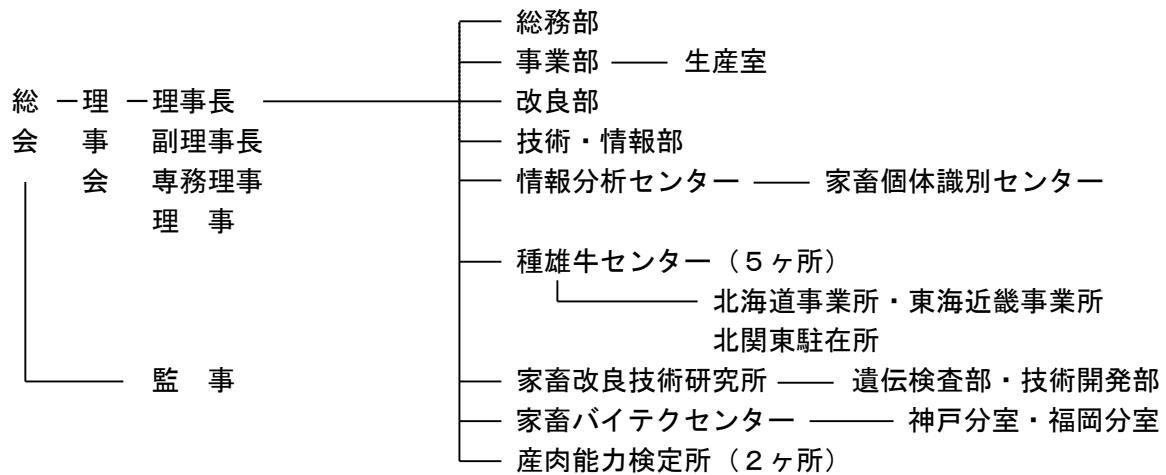 総務部
事業部 生産室
総 理 理事長 改良部
会 事 副理事長 技術・情報部
会 専務理事 情報分析センター 家畜個体識別センター
理 事
種雄牛センター（５ヶ所）
北海道事業所・東海近畿事業所
北関東駐在所
監 事 家畜改良技術研究所 遺伝検査部・技術開発部
家畜バイテクセンター 神戸分室・福岡分室
産肉能力検定所（２ヶ所）